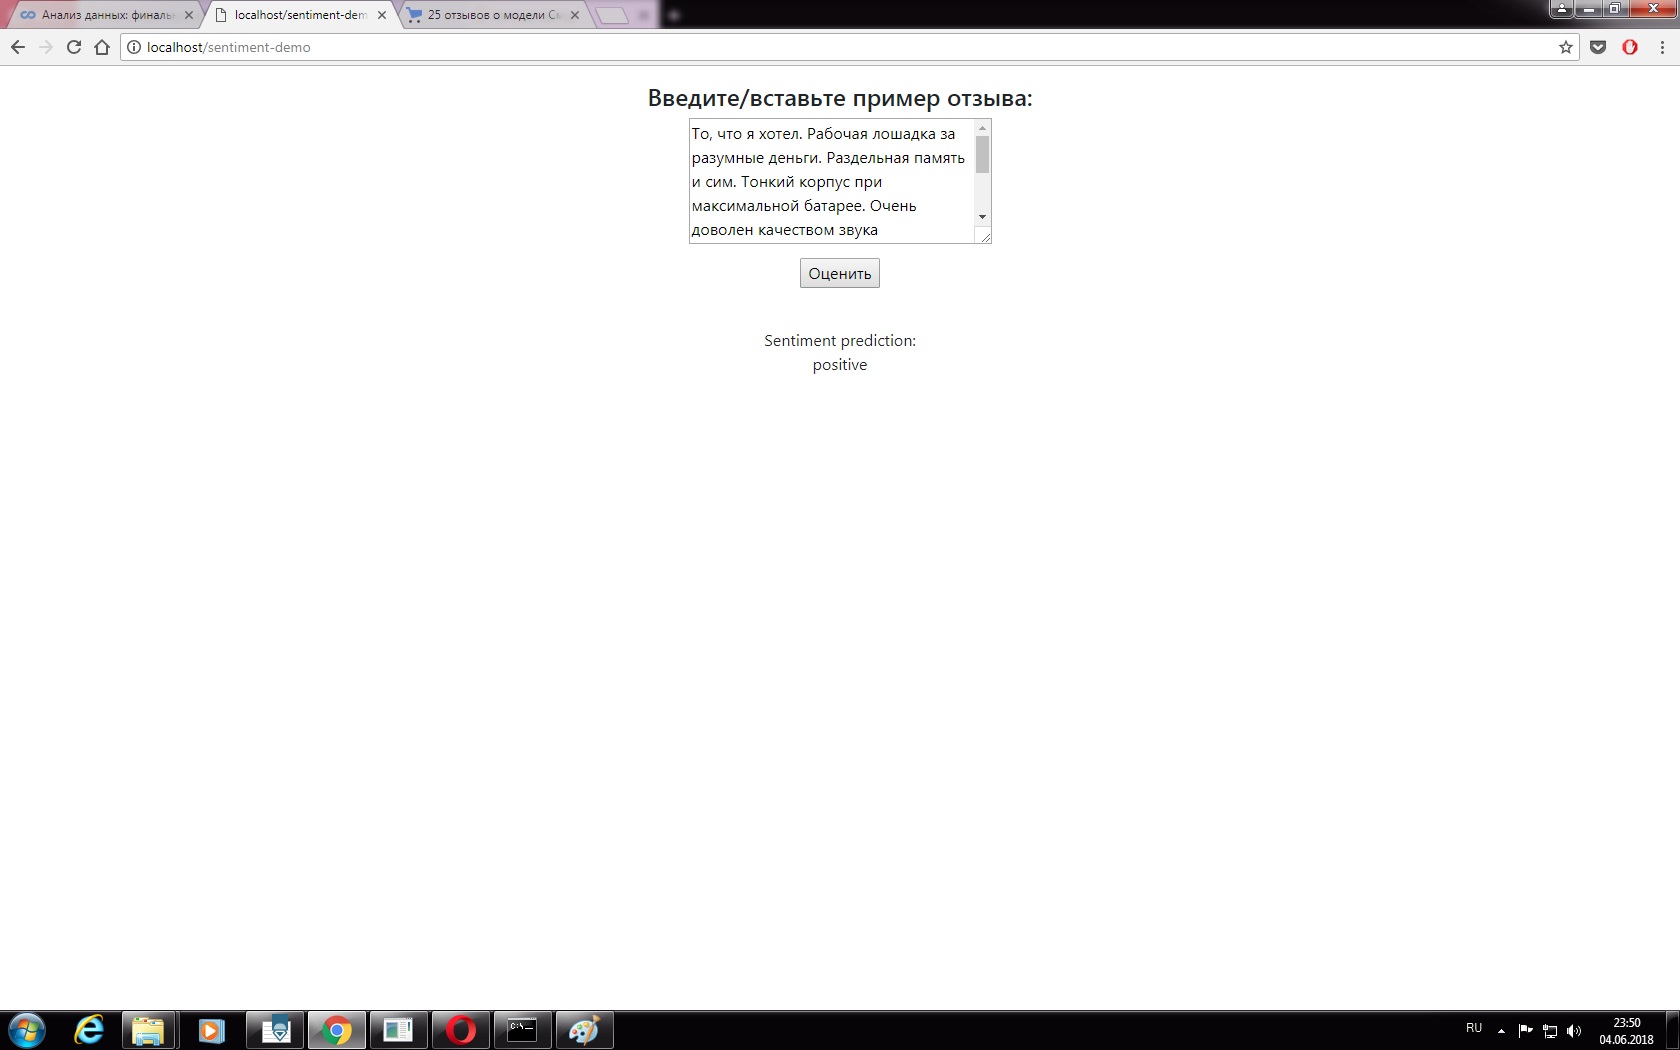 Анализ данных: финаль
localhost/sentiment-dem
25 отзывов о модели
localhost/sentiment-demo
Введите/вставьте пример отзыва:
То, что я хотел. Рабочая лошадка за
разумные деньги. Раздельная память
и сим. Тонкий корпус при
максимальной батарее. Очень
доволен качеством звука
Оценить
Sentiment prediction:
positive
C:\
RU
23:50
04.06.2018